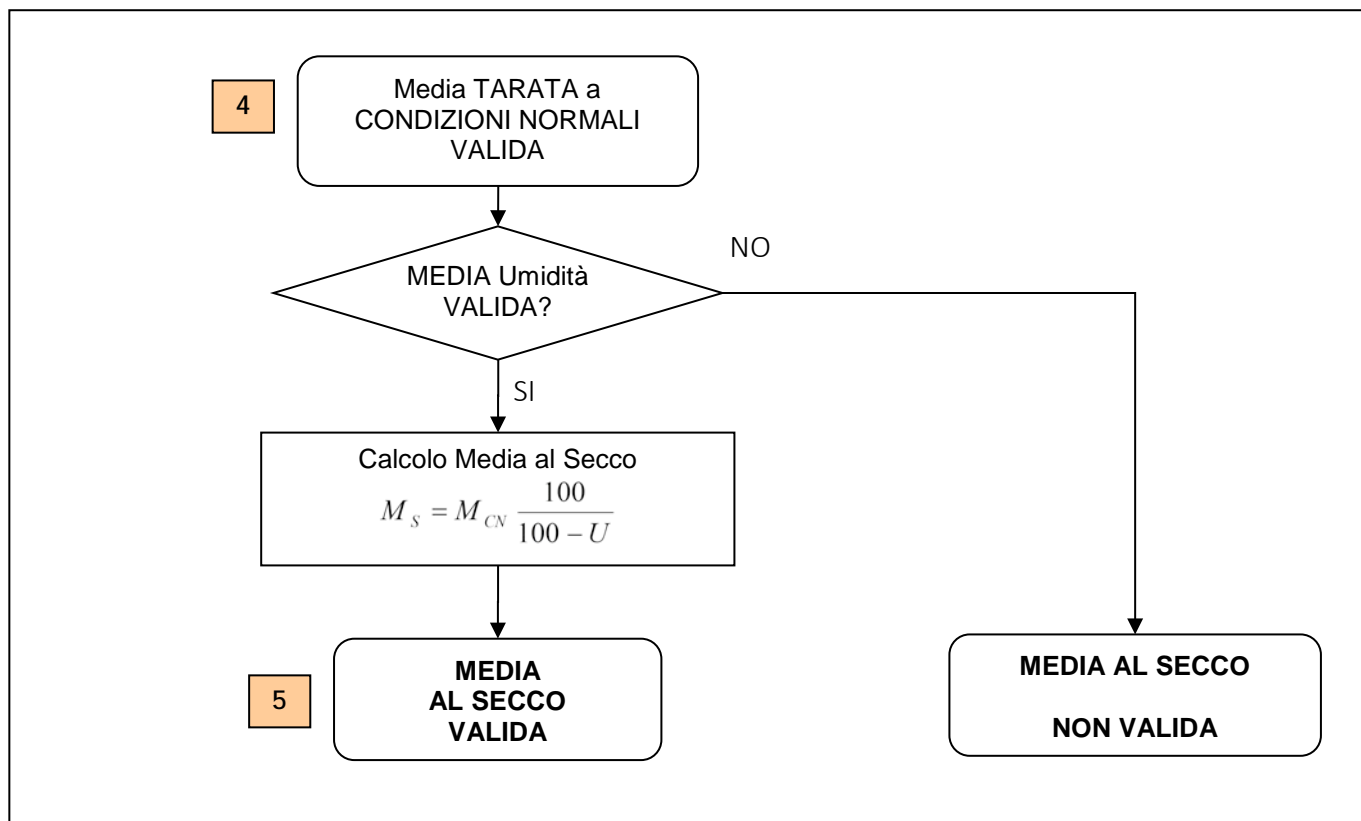 4
Media TARATA a
CONDIZIONI NORMALI
VALIDA
MEDIA Umidità
VALIDA?
NO
SI
Calcolo Media al Secco
M_S = M_CN 100 / (100 − U)
5
MEDIA
AL SECCO
VALIDA
MEDIA AL SECCO
NON VALIDA